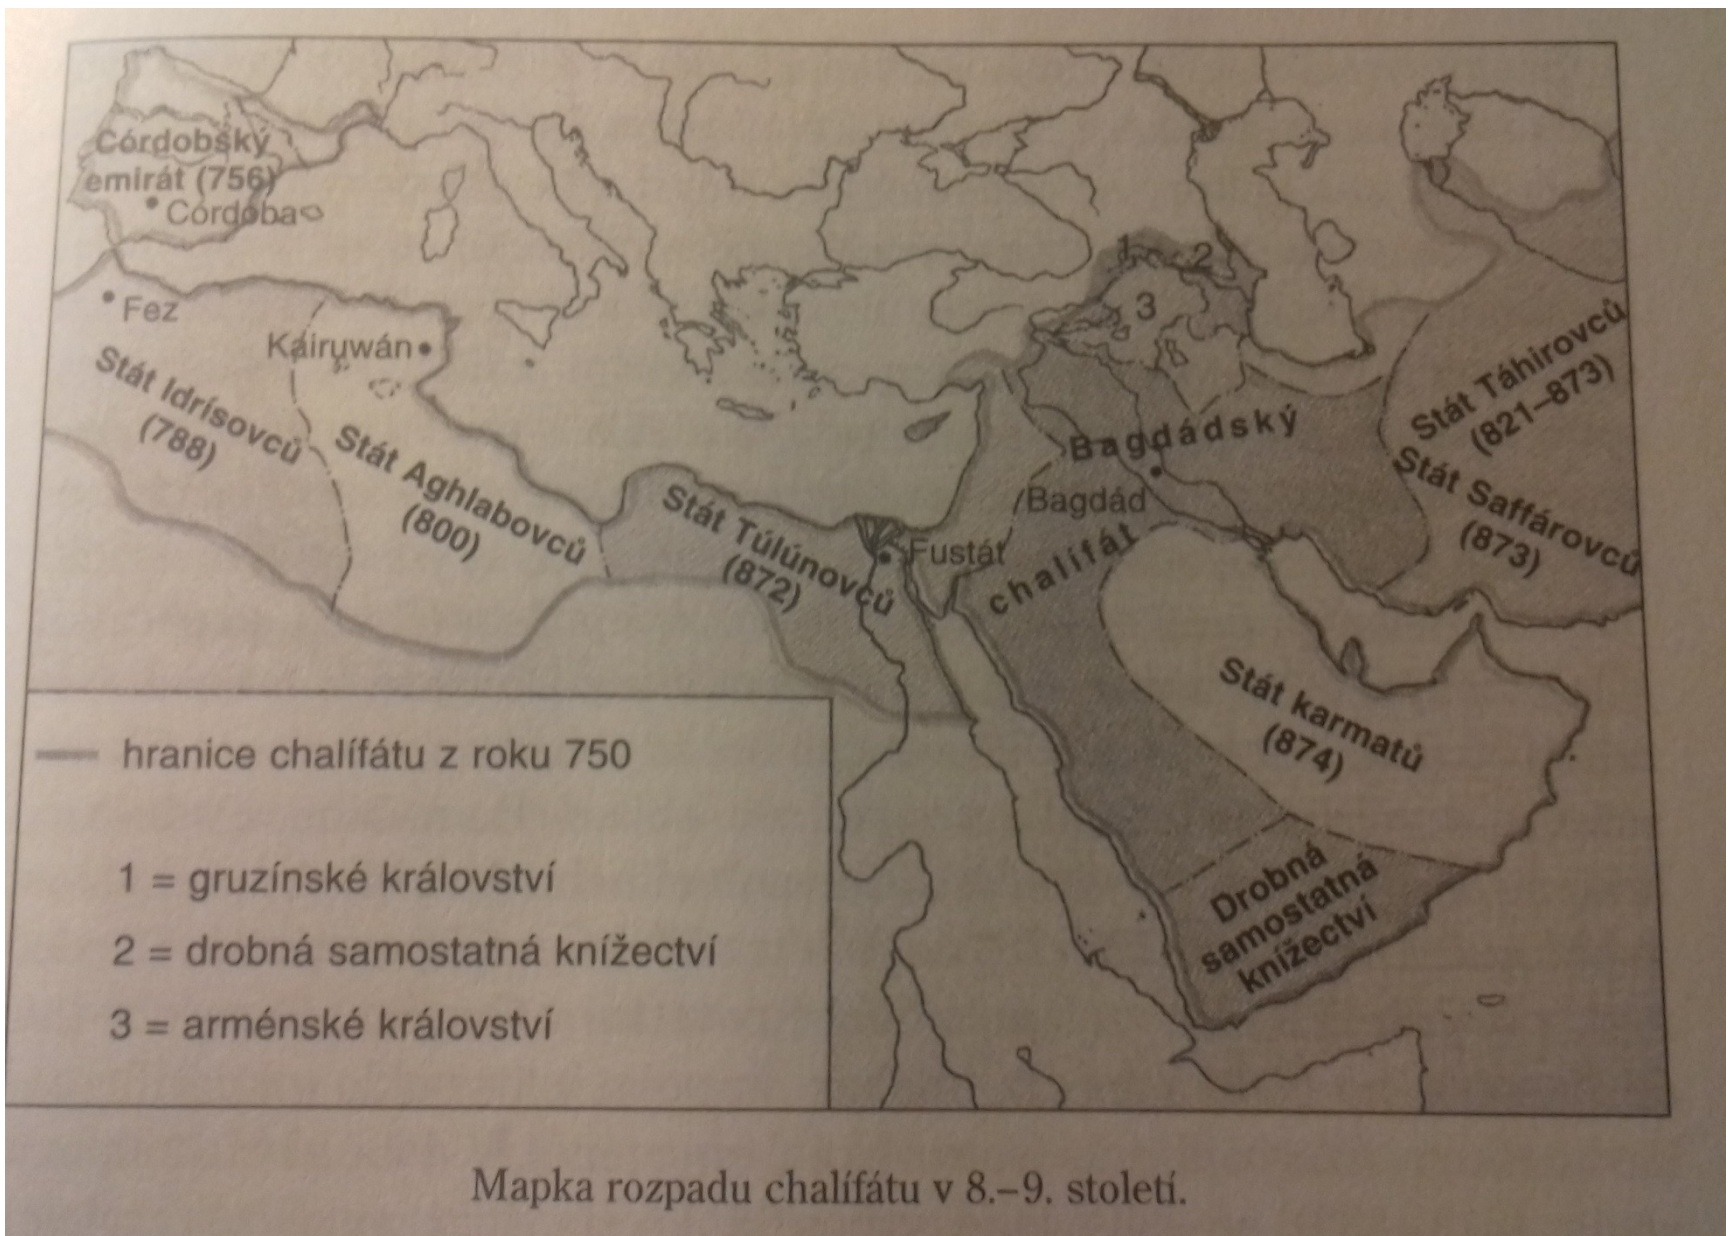 Córdobský
emirát (756)
Córdoba
Fez
Kairuwán
Stát Idrísovců
(788)
Stát Aghlabovců
(800)
Stát Túlúnovců
(872)
Fustát
Bagdádský
Bagdád
chalífát
1
2
3
Stát Táhirovců
(821–873)
Stát Saffárovců
(873)
Stát karmatů
(874)
Drobná
samostatná
knížectví
hranice chalífátu z roku 750
1 = gruzínské království
2 = drobná samostatná knížectví
3 = arménské království
Mapka rozpadu chalífátu v 8.–9. století.